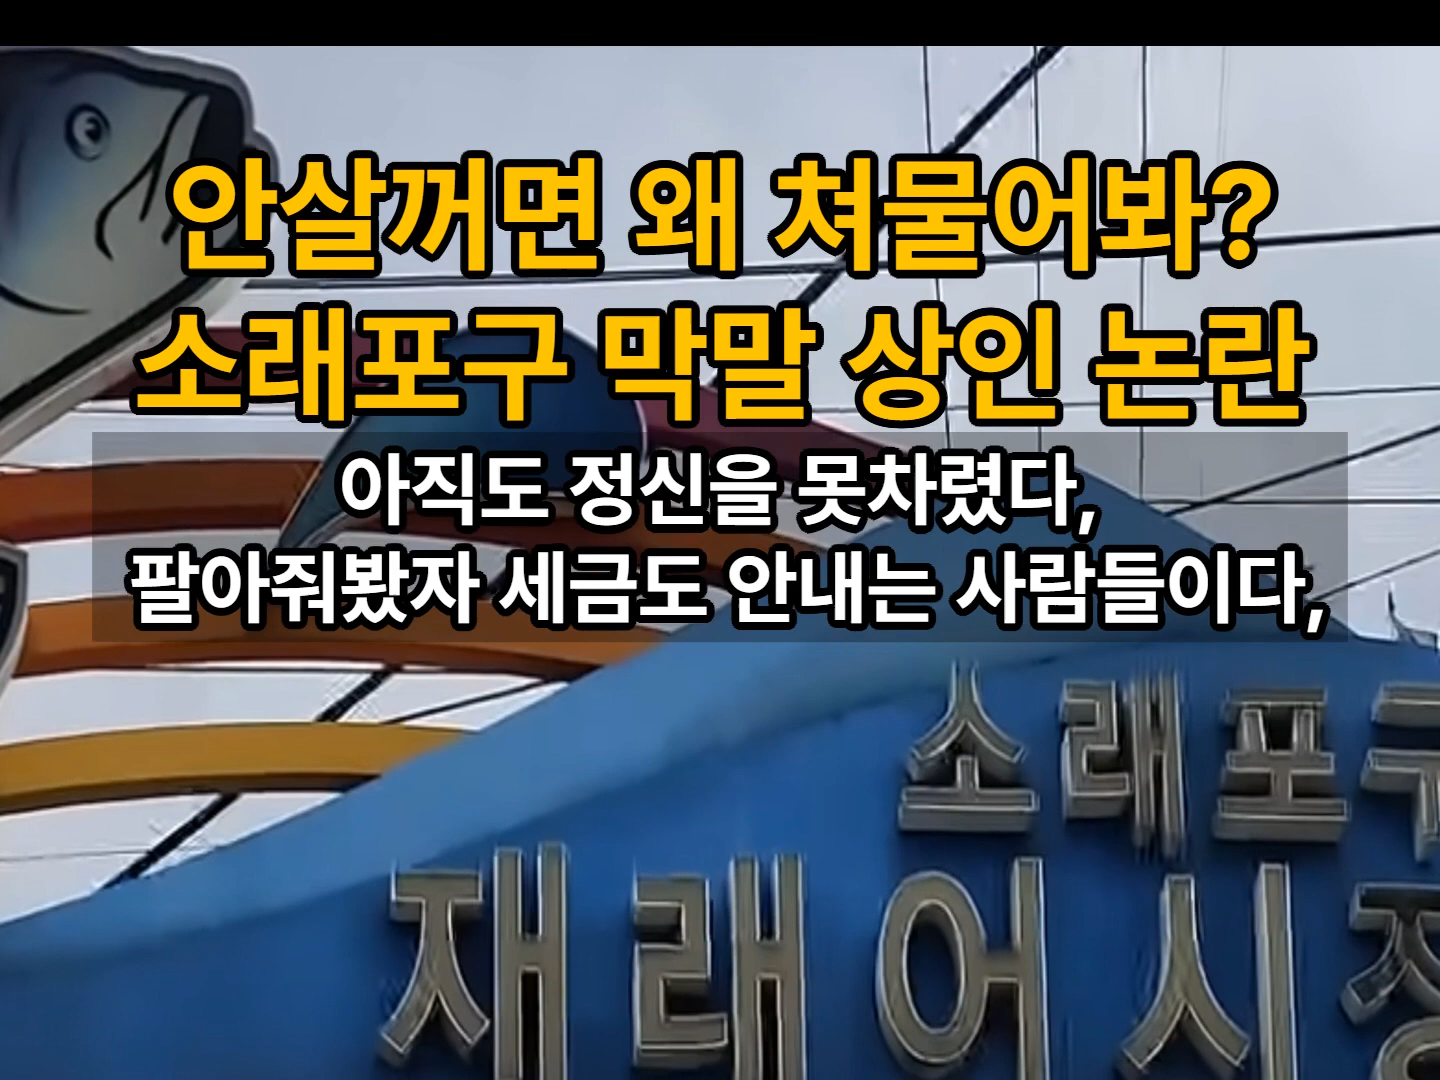 안살꺼면 왜 쳐물어봐?
소래포구 막말 상인 논란
아직도 정신을 못차렸다,
팔아줘봤자 세금도 안내는 사람들이다,
소래포구
재래어시장